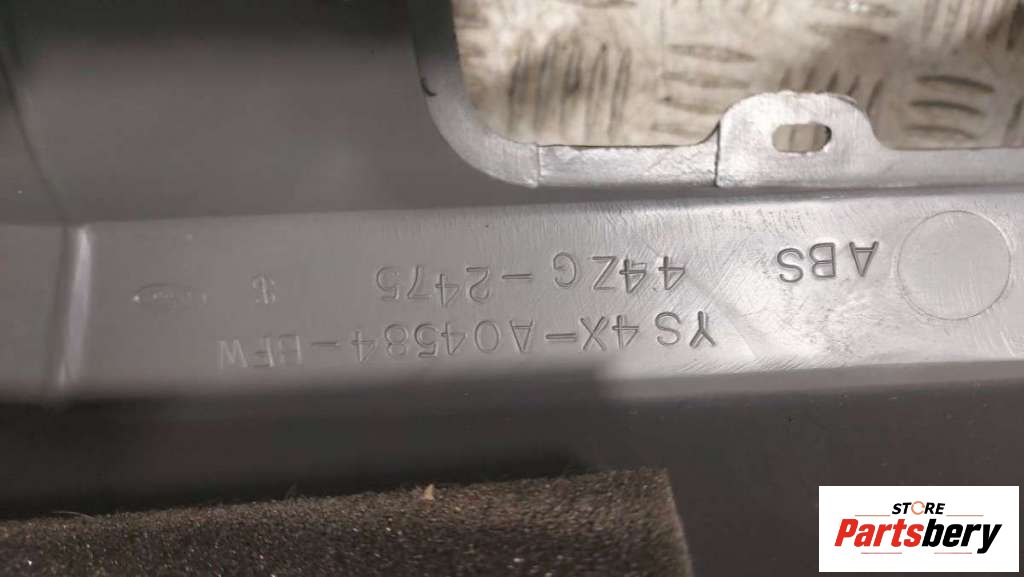 YS4X-A04584-BFW
ABS 44ZG-2475
STORE
Partsbery